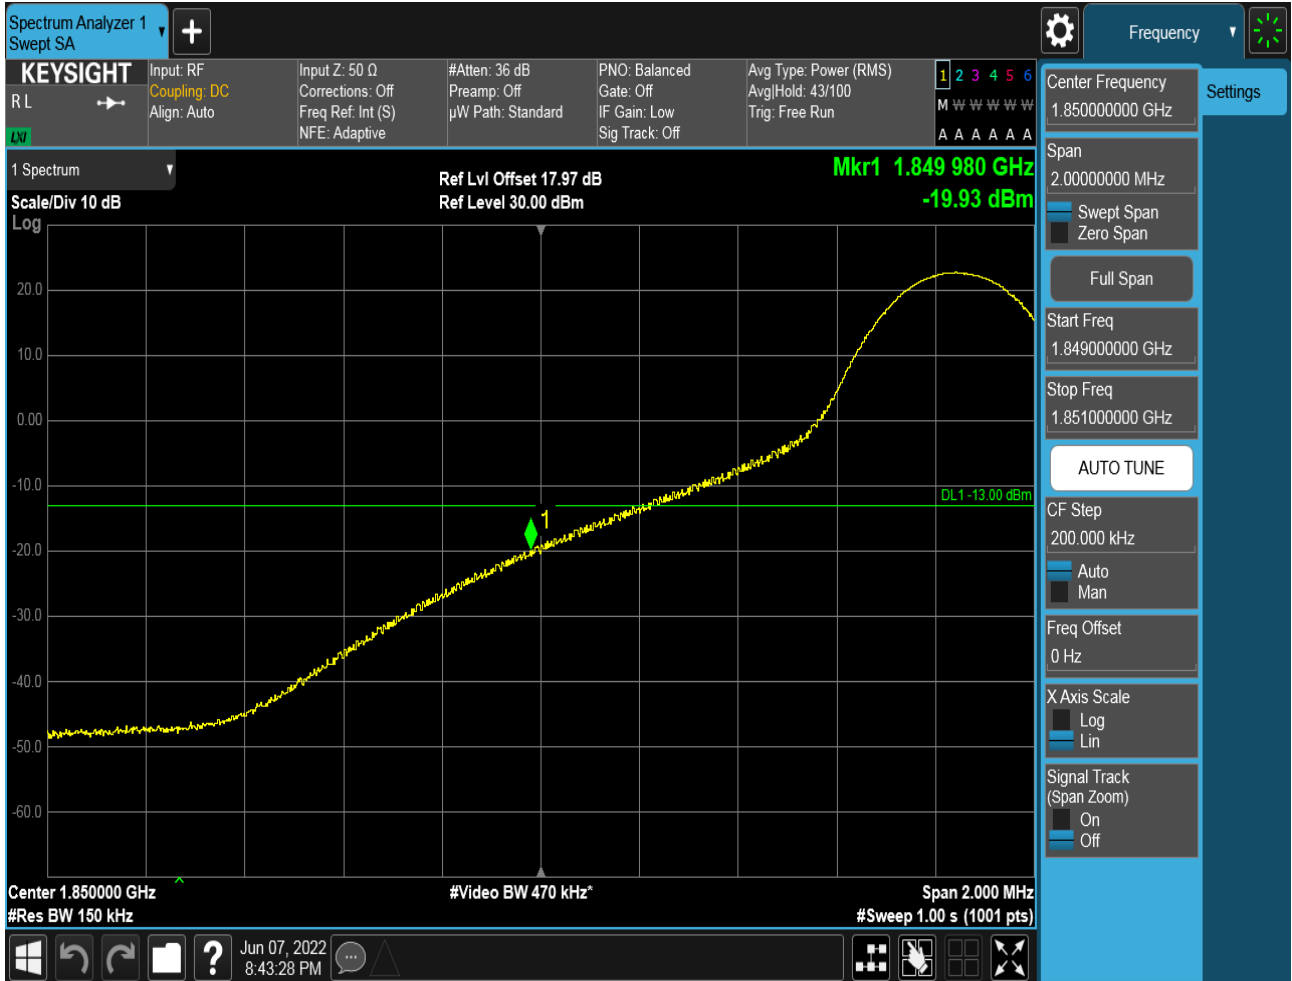 Spectrum Analyzer 1
Swept SA
Frequency
KEYSIGHT
R L
LXI
Input: RF
Coupling: DC
Align: Auto
Input Z: 50 Ω
Corrections: Off
Freq Ref: Int (S)
NFE: Adaptive
#Atten: 36 dB
Preamp: Off
µW Path: Standard
PNO: Balanced
Gate: Off
IF Gain: Low
Sig Track: Off
Avg Type: Power (RMS)
Avg|Hold: 43/100
Trig: Free Run
1 2 3 4 5 6
M W W W W W
A A A A A A
1 Spectrum
Scale/Div 10 dB
Log
Ref Lvl Offset 17.97 dB
Ref Level 30.00 dBm
Mkr1 1.849 980 GHz
-19.93 dBm
20.0
10.0
0.00
-10.0
-20.0
-30.0
-40.0
-50.0
-60.0
DL1 -13.00 dBm
1
Center 1.850000 GHz
#Res BW 150 kHz
#Video BW 470 kHz*
Span 2.000 MHz
#Sweep 1.00 s (1001 pts)
Jun 07, 2022
8:43:28 PM
Center Frequency
1.850000000 GHz
Span
2.00000000 MHz
Swept Span
Zero Span
Full Span
Start Freq
1.849000000 GHz
Stop Freq
1.851000000 GHz
AUTO TUNE
CF Step
200.000 kHz
Auto
Man
Freq Offset
0 Hz
X Axis Scale
Log
Lin
Signal Track
(Span Zoom)
On
Off
Settings